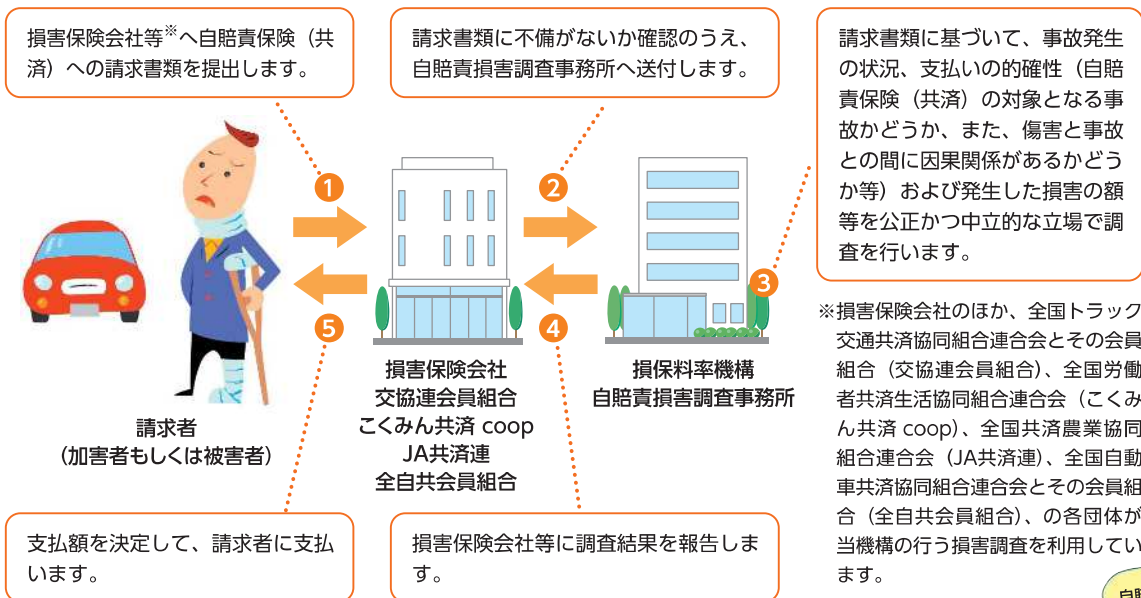 損害保険会社等※へ自賠責保険（共
済）への請求書類を提出します。
請求書類に不備がないか確認のうえ、
自賠責損害調査事務所へ送付します。
請求書類に基づいて、事故発生
の状況、支払いの的確性（自賠
責保険（共済）の対象となる事
故かどうか、また、傷害と事故
との間に因果関係があるかどう
か等）および発生した損害の額
等を公正かつ中立的な立場で調
査を行います。
1
2
3
5
4
請求者
（加害者もしくは被害者）
損害保険会社
交協連会員組合
こくみん共済 coop
JA共済連
全自共会員組合
損保料率機構
自賠責損害調査事務所
※損害保険会社のほか、全国トラック
交通共済協同組合連合会とその会員
組合（交協連会員組合）、全国労働
者共済生活協同組合連合会（こくみ
ん共済 coop）、全国共済農業協同
組合連合会（JA共済連）、全国自動
車共済協同組合連合会とその会員組
合（全自共会員組合）、の各団体が
当機構の行う損害調査を利用してい
ます。
支払額を決定して、請求者に支払
います。
損害保険会社等に調査結果を報告しま
す。